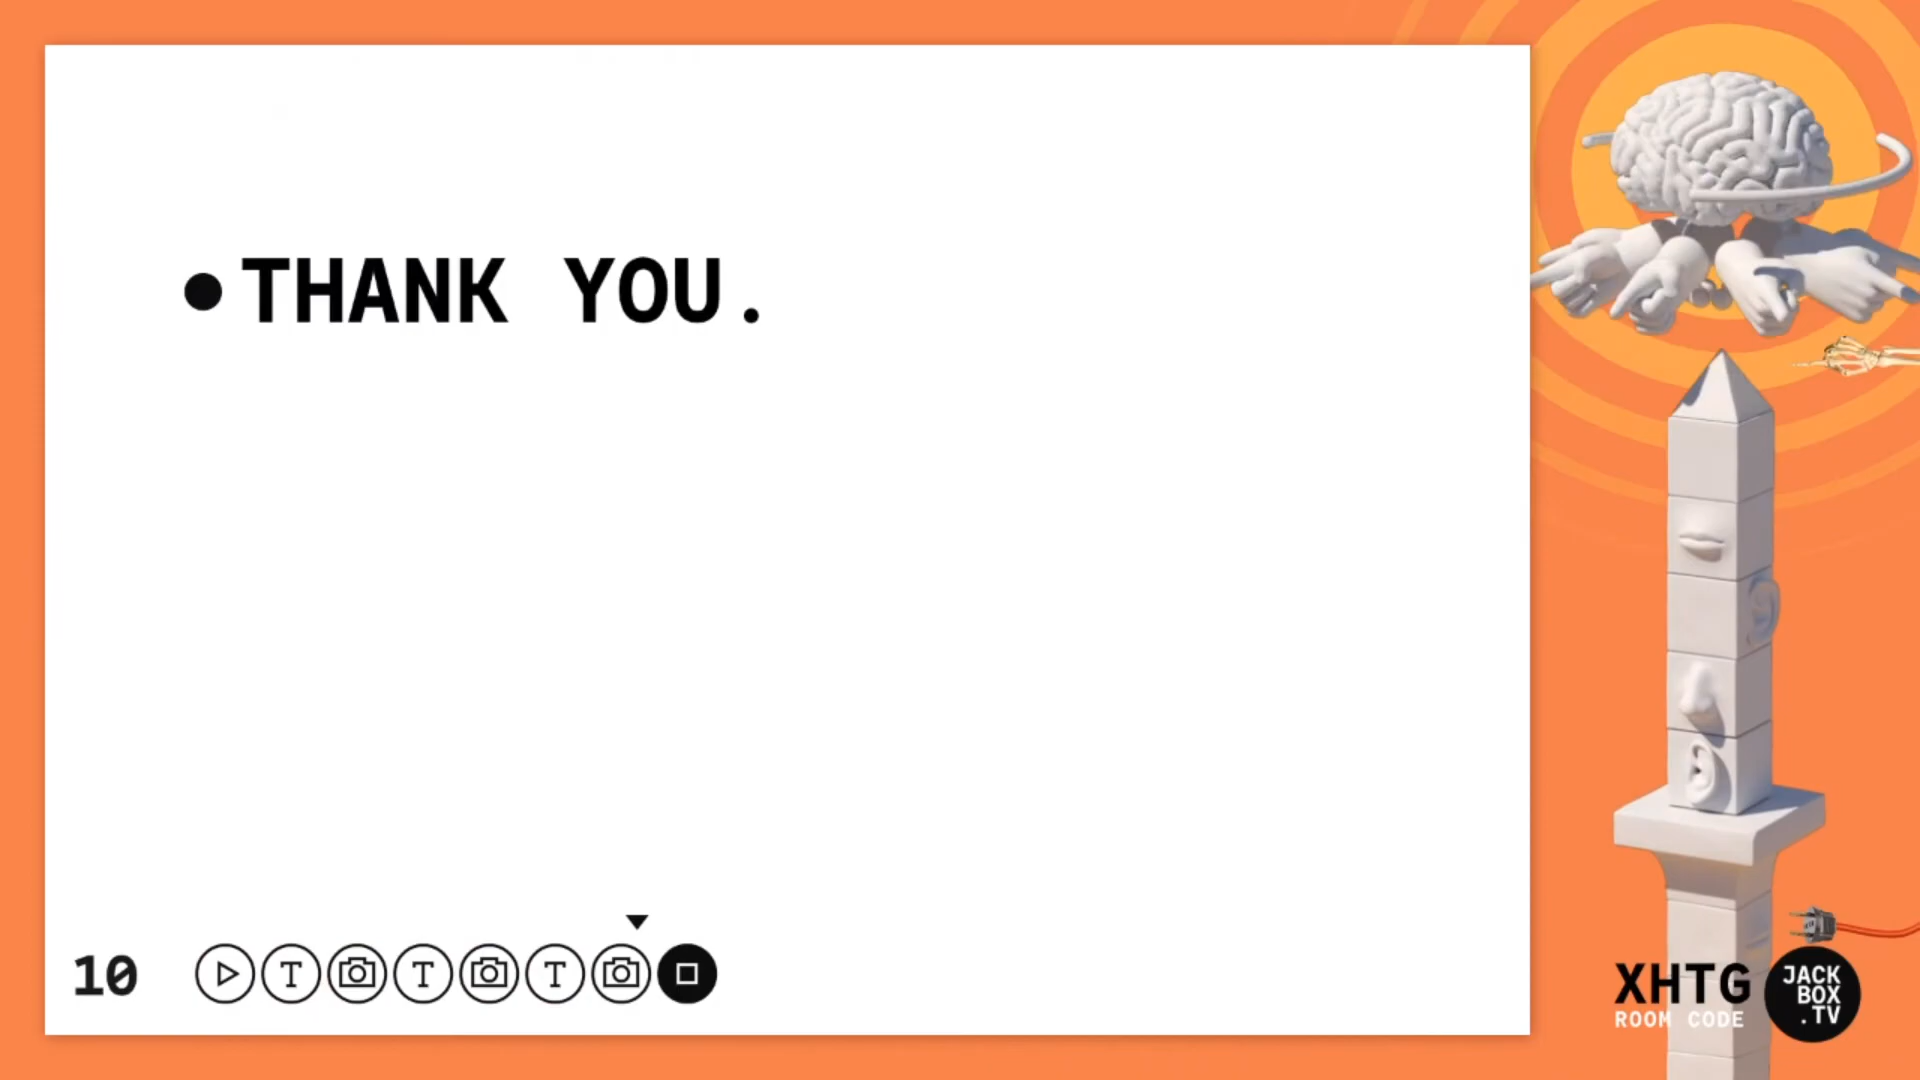 ●THANK YOU.
10
T
T
T
XHTG
ROOM CODE
JACK
BOX
.TV